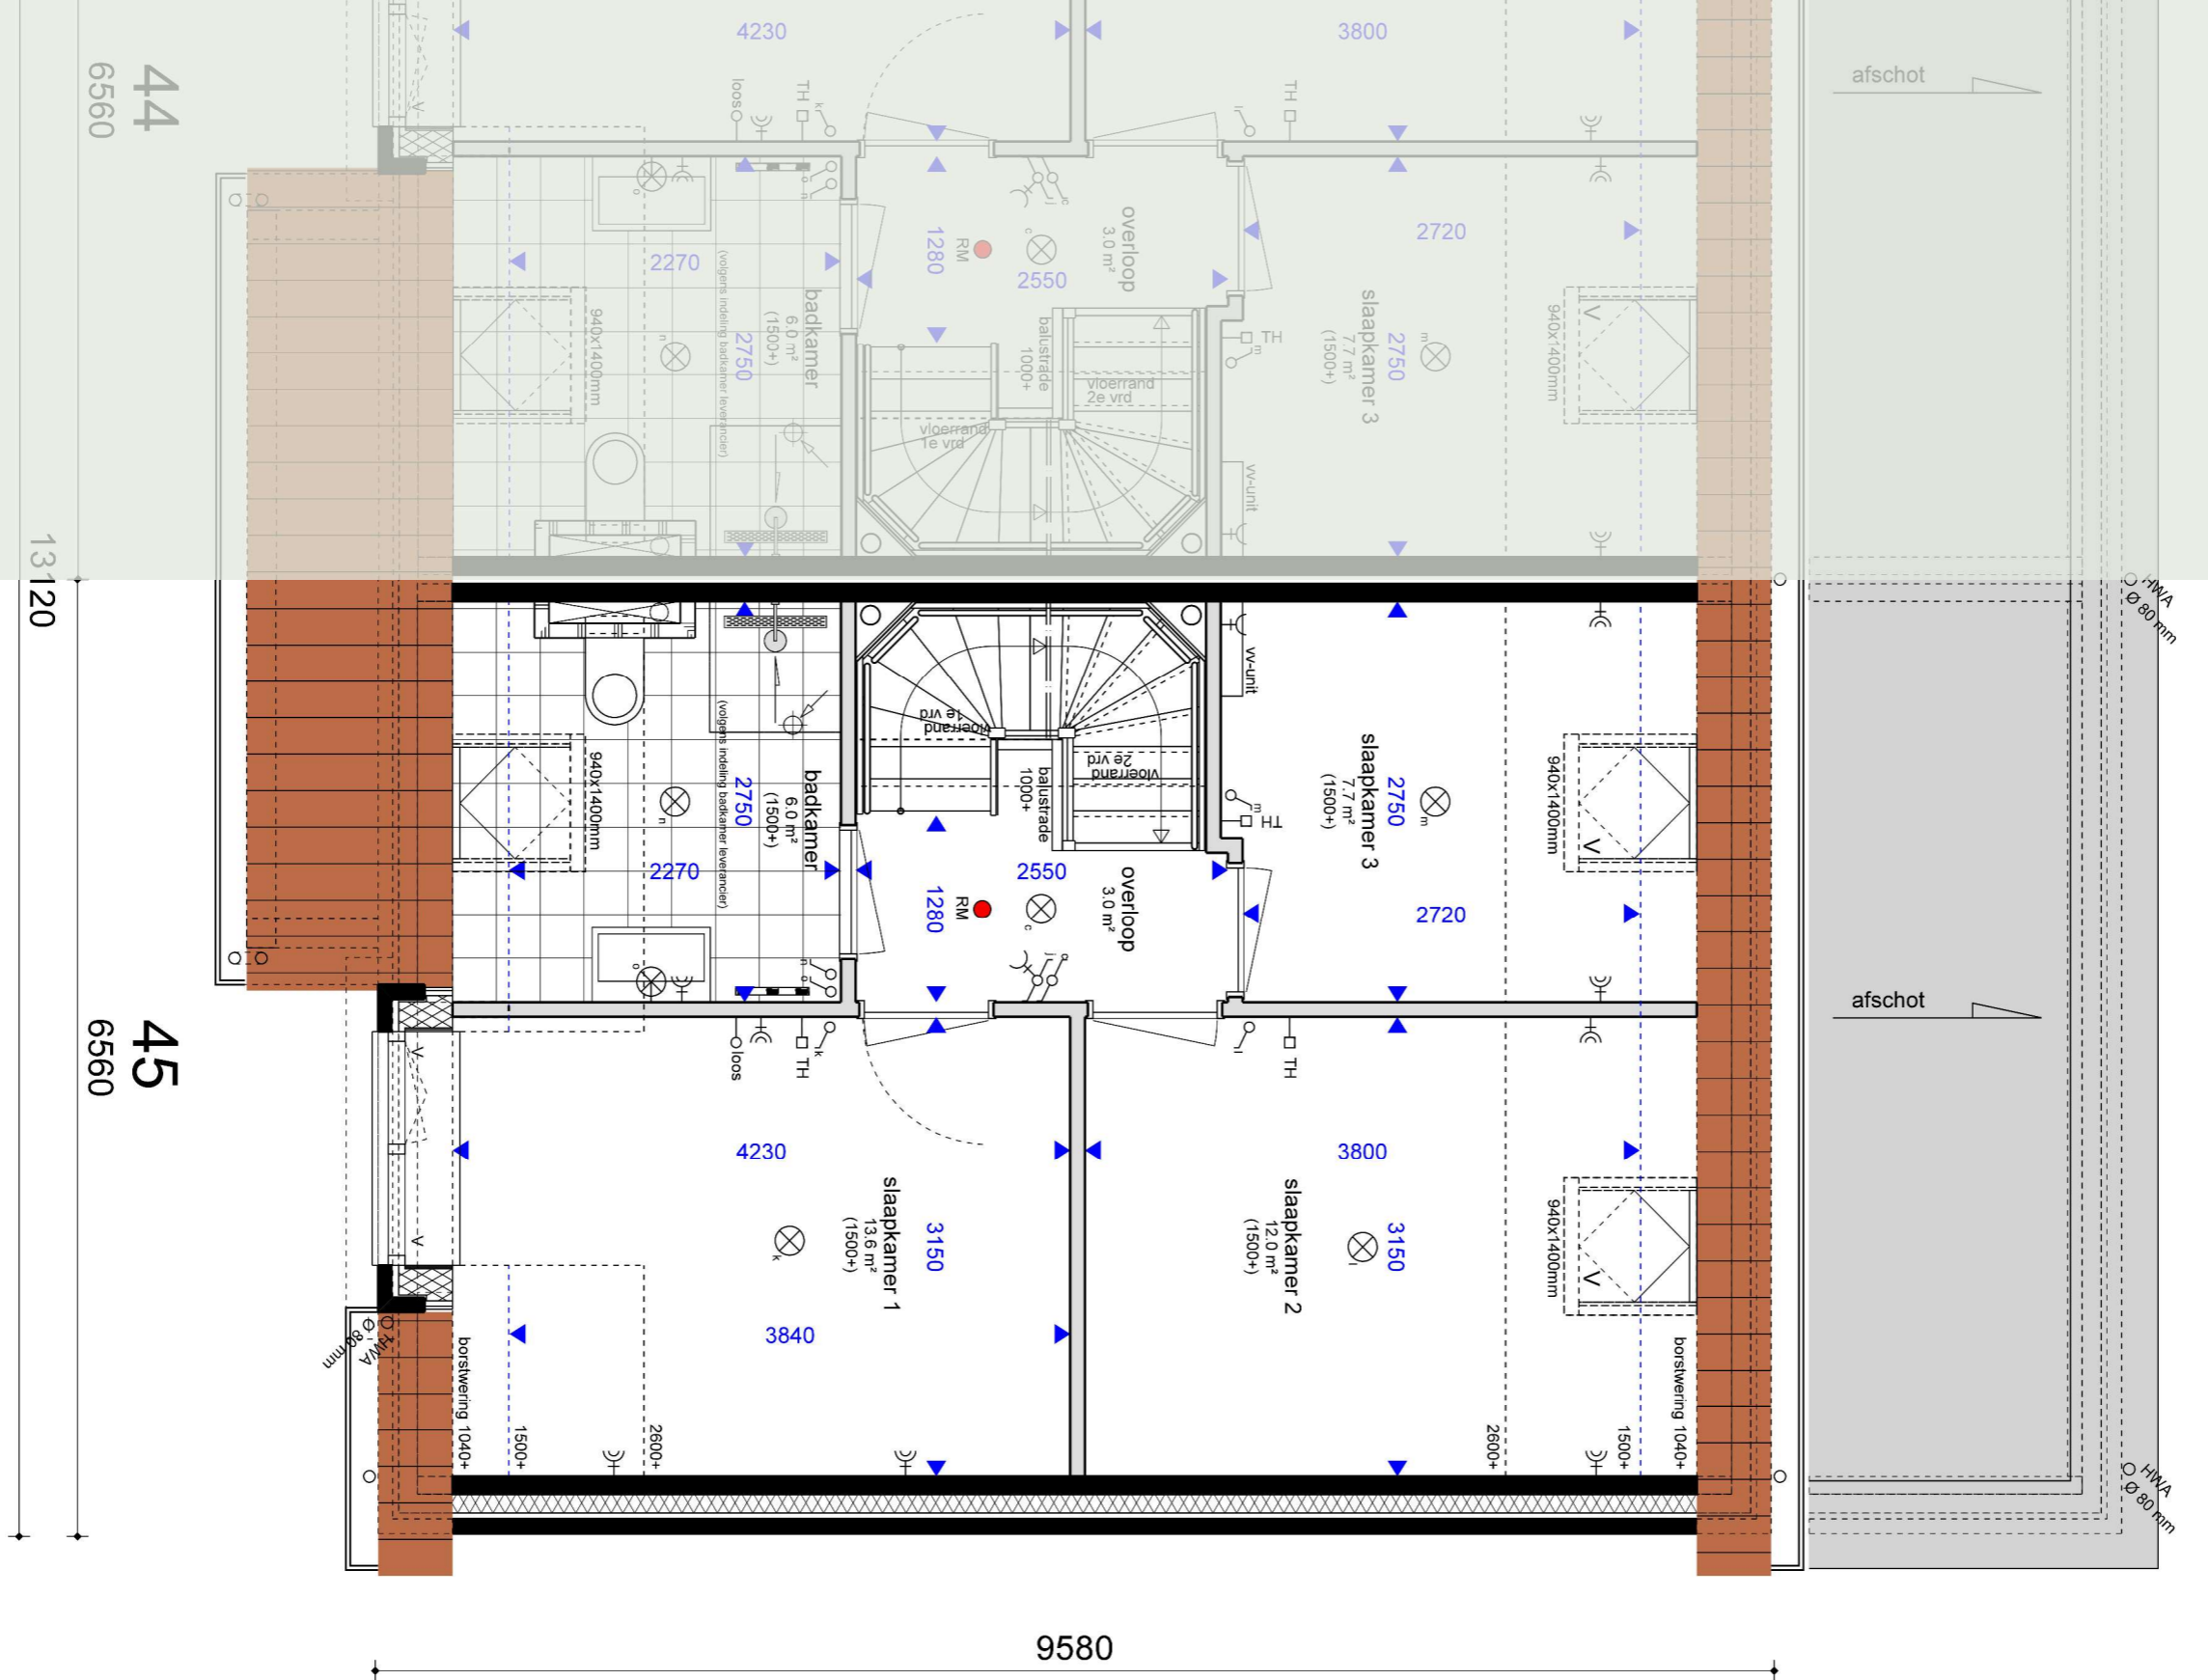 4230
3800
44
6560
loos
TH
k
l
TH
V
afschot
o
n
o
j
c
overloop
3.0 m²
2720
1280
RM
c
2550
2270
(volgens indeling badkamer leverancier)
badkamer
6.0 m²
(1500+)
2750
n
940x1400mm
balustrade
1000+
vloerrand
2e vrd
vloerrand
1e vrd
TH
m
slaapkamer 3
7.7 m²
(1500+)
2750
m
940x1400mm
V
vv-unit
13120
HWA
Ø 80 mm
vv-unit
vloerrand
1e vrd
vloerrand
2e vrd
balustrade
1000+
(volgens indeling badkamer leverancier)
badkamer
6.0 m²
(1500+)
2750
n
940x1400mm
2270
m
TH
slaapkamer 3
7.7 m²
(1500+)
2750
m
940x1400mm
V
2550
overloop
3.0 m²
1280
RM
c
2720
o
n
o
j
c
45
6560
V
loos
TH
k
l
TH
afschot
4230
3800
V
slaapkamer 1
13.6 m²
(1500+)
3150
k
slaapkamer 2
12.0 m²
(1500+)
3150
l
940x1400mm
V
3840
HWA
Ø 80 mm
borstwering 1040+
1500+
2600+
2600+
1500+
borstwering 1040+
HWA
Ø 80 mm
9580